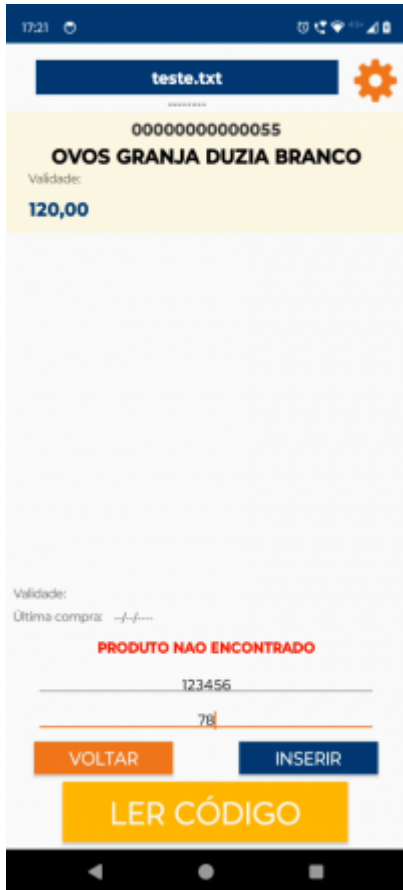 17:21
teste.txt
--------
00000000000055
OVOS GRANJA DUZIA BRANCO
Validade:
120,00
Validade:
Última compra: --/--/----
PRODUTO NAO ENCONTRADO
123456
78
VOLTAR INSERIR
LER CÓDIGO